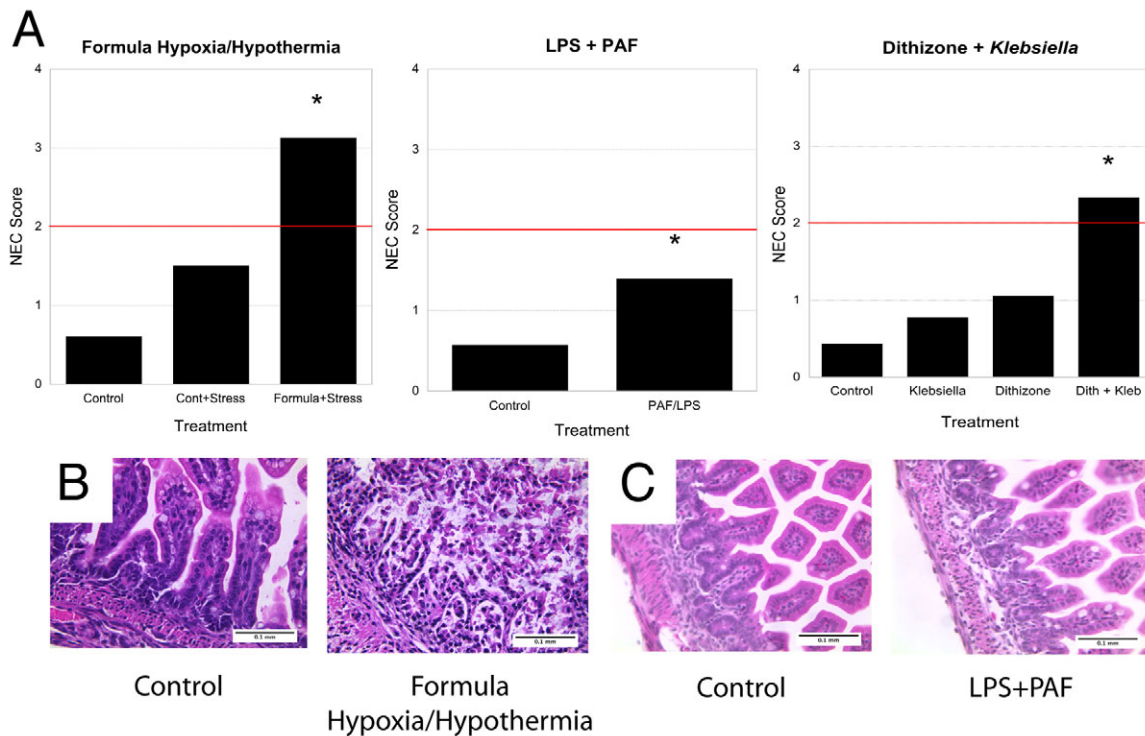 A
Formula Hypoxia/Hypothermia
4
3
2
1
0
NEC Score
*
Control
Cont+Stress
Formula+Stress
Treatment
LPS + PAF
4
3
2
1
0
NEC Score
*
Control
PAF/LPS
Treatment
Dithizone + Klebsiella
4
3
2
1
0
NEC Score
*
Control
Klebsiella
Dithizone
Dith + Kleb
Treatment
B
0.1 mm
Control
0.1 mm
Formula
Hypoxia/Hypothermia
C
0.1 mm
Control
0.1 mm
LPS+PAF